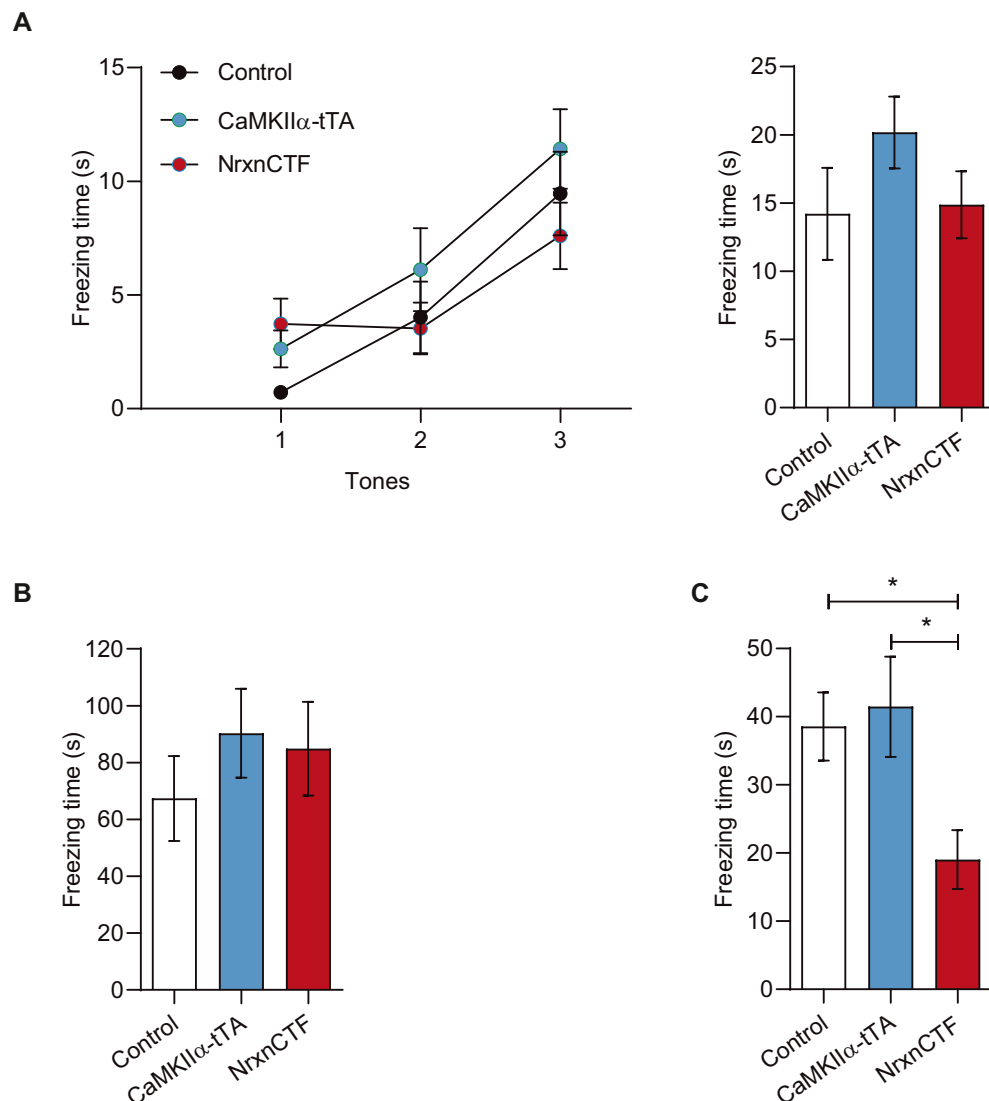 A
Freezing time (s)
15
10
5
0
1
2
3
Tones
Control
CaMKIIα-tTA
NrxnCTF
Freezing time (s)
25
20
15
10
5
0
Control
CaMKIIα-tTA
NrxnCTF
B
Freezing time (s)
120
100
80
60
40
20
0
Control
CaMKIIα-tTA
NrxnCTF
C
*
*
Freezing time (s)
50
40
30
20
10
0
Control
CaMKIIα-tTA
NrxnCTF